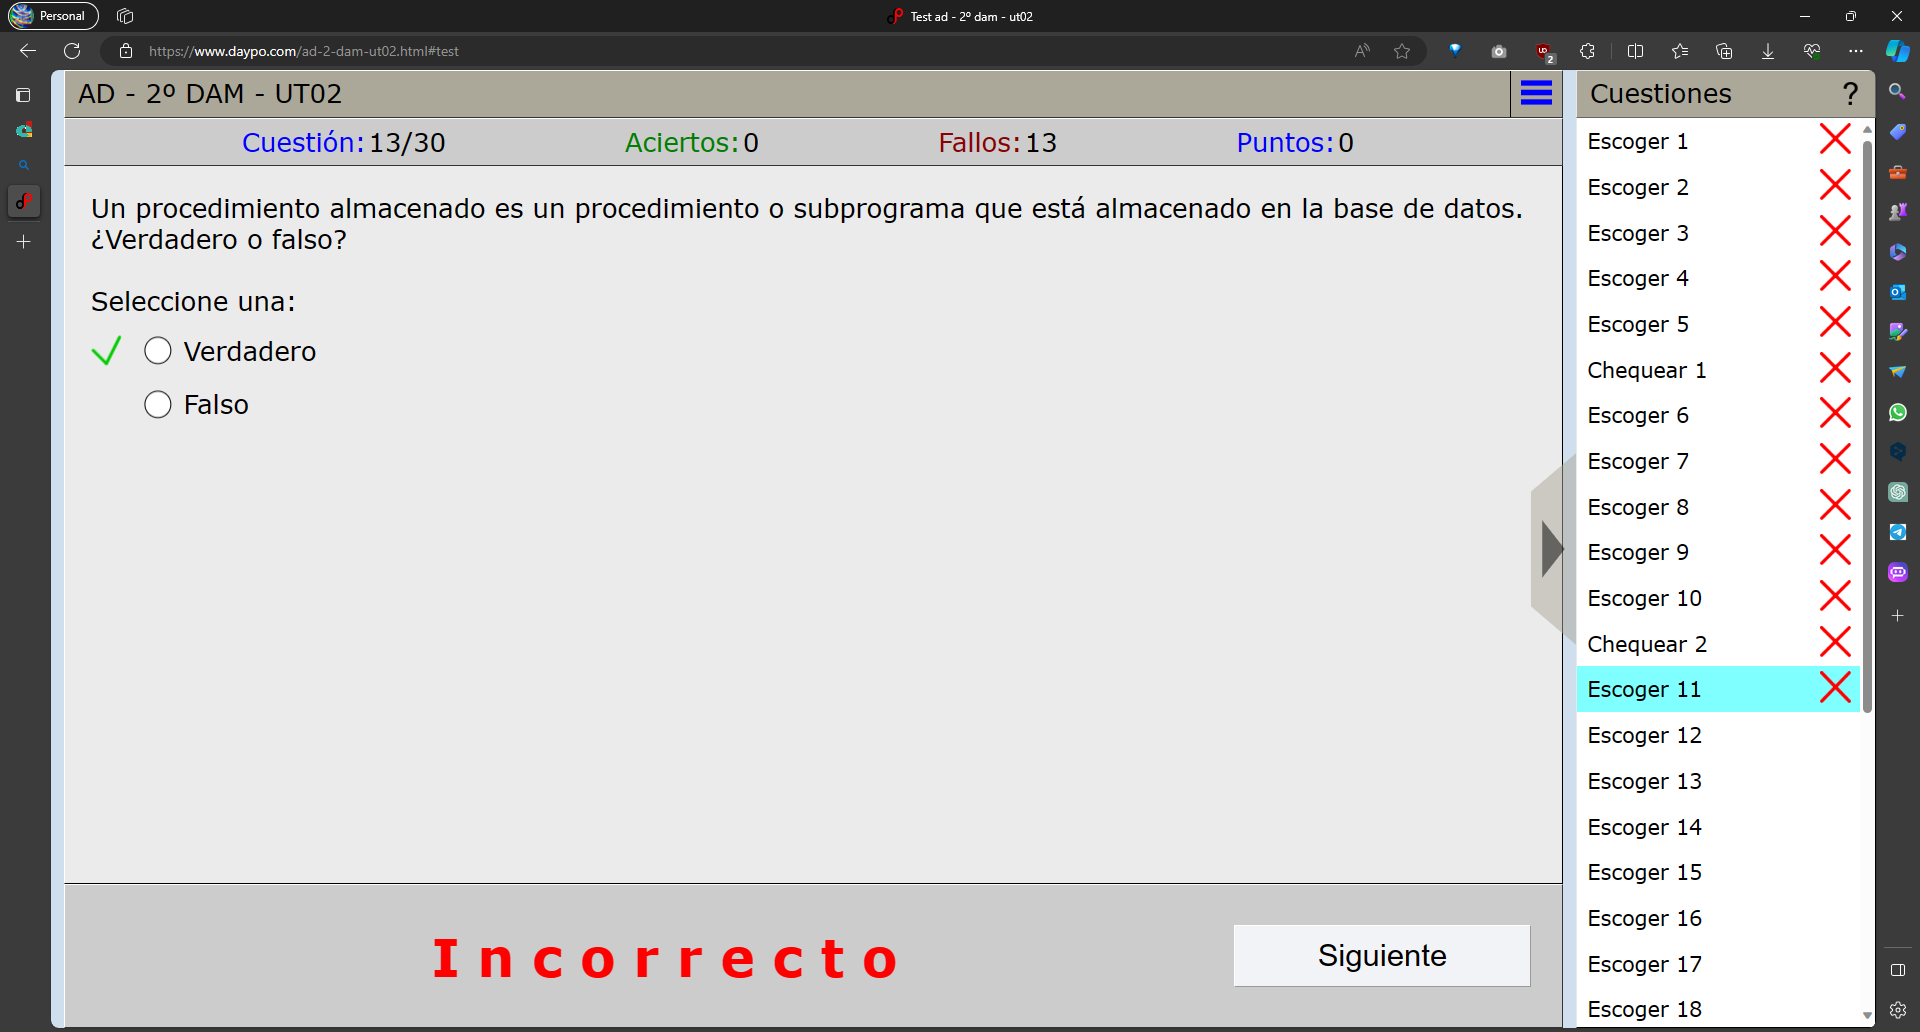 Personal
Test ad - 2º dam - ut02
https://www.daypo.com/ad-2-dam-ut02.html#test
2
AD - 2º DAM - UT02
Cuestión: 13/30
Aciertos: 0
Fallos: 13
Puntos: 0
Un procedimiento almacenado es un procedimiento o subprograma que está almacenado en la base de datos.
¿Verdadero o falso?
Seleccione una:
Verdadero
Falso
Incorrecto
Siguiente
Cuestiones ?
Escoger 1
Escoger 2
Escoger 3
Escoger 4
Escoger 5
Chequear 1
Escoger 6
Escoger 7
Escoger 8
Escoger 9
Escoger 10
Chequear 2
Escoger 11
Escoger 12
Escoger 13
Escoger 14
Escoger 15
Escoger 16
Escoger 17
Escoger 18